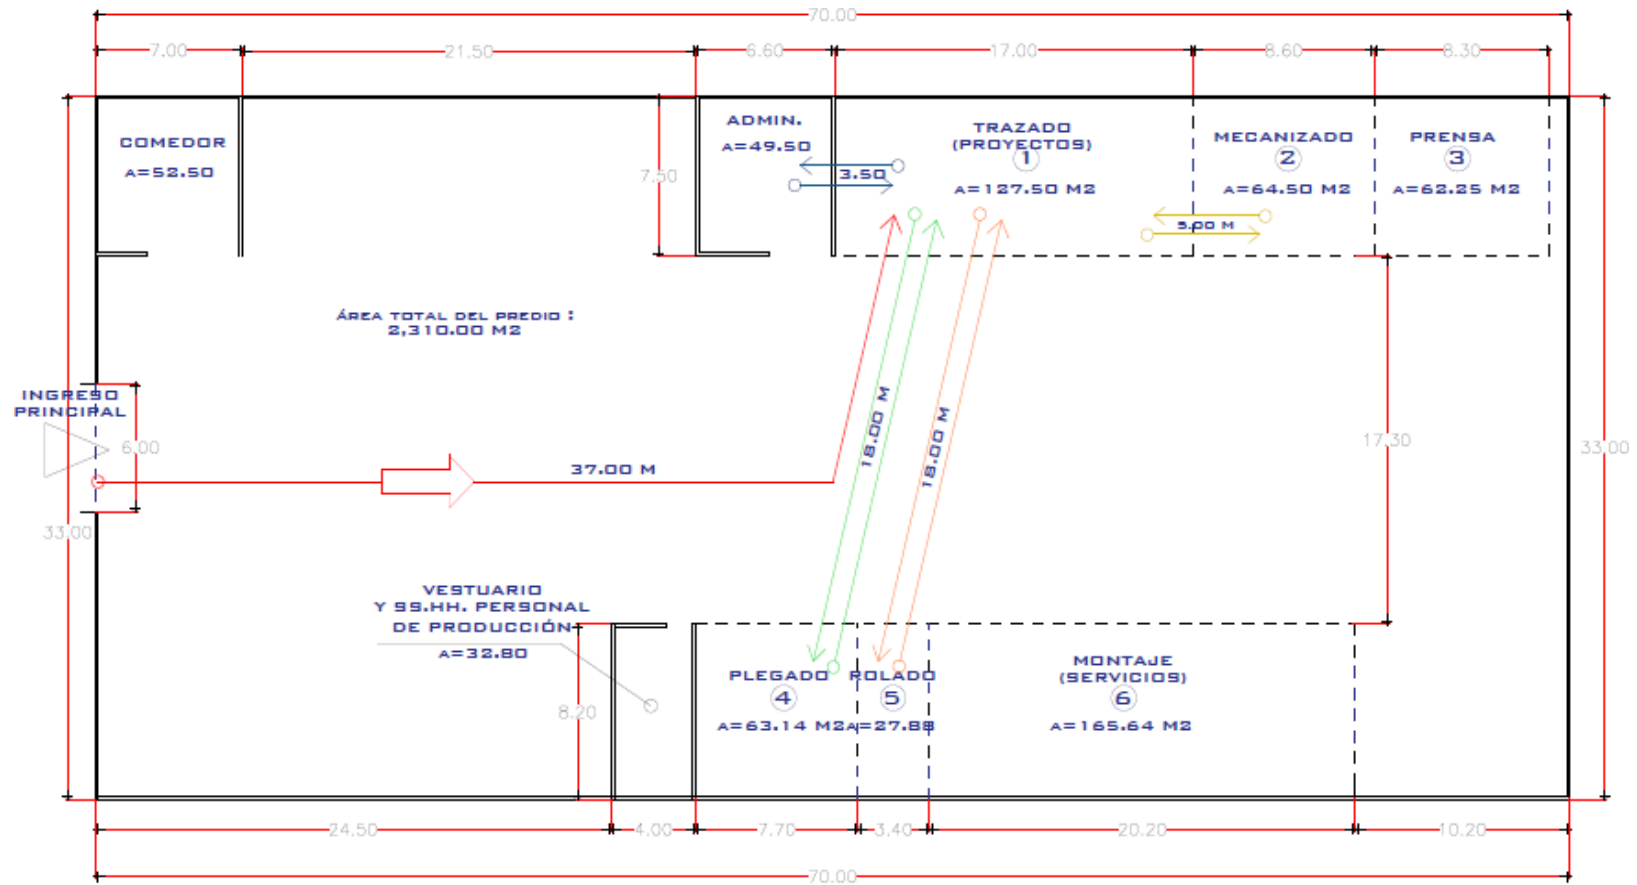 70.00
7.00
21.50
6.60
17.00
8.60
8.30
COMEDOR
A=52.50
7.50
ADMIN.
A=49.50
3.50
TRAZADO
(PROYECTOS)
1
A=127.50 M2
MECANIZADO
2
A=64.50 M2
PRENSA
3
A=62.25 M2
5.00 M
ÁREA TOTAL DEL PREDIO :
2,310.00 M2
INGRESO
PRINCIPAL
6.00
37.00 M
18.00 M
18.00 M
17.30
33.00
33.00
VESTUARIO
Y SS.HH. PERSONAL
DE PRODUCCIÓN
A=32.80
8.20
PLEGADO
4
A=63.14 M2
ROLADO
5
A=27.88
MONTAJE
(SERVICIOS)
6
A=165.64 M2
24.50
4.00
7.70
3.40
20.20
10.20
70.00